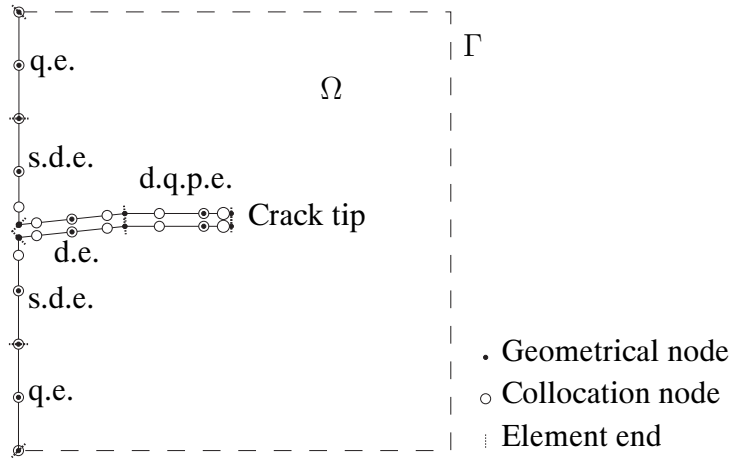 Γ
q.e.
Ω
s.d.e.
d.q.p.e.
Crack tip
d.e.
s.d.e.
Geometrical node
q.e.
Collocation node
Element end